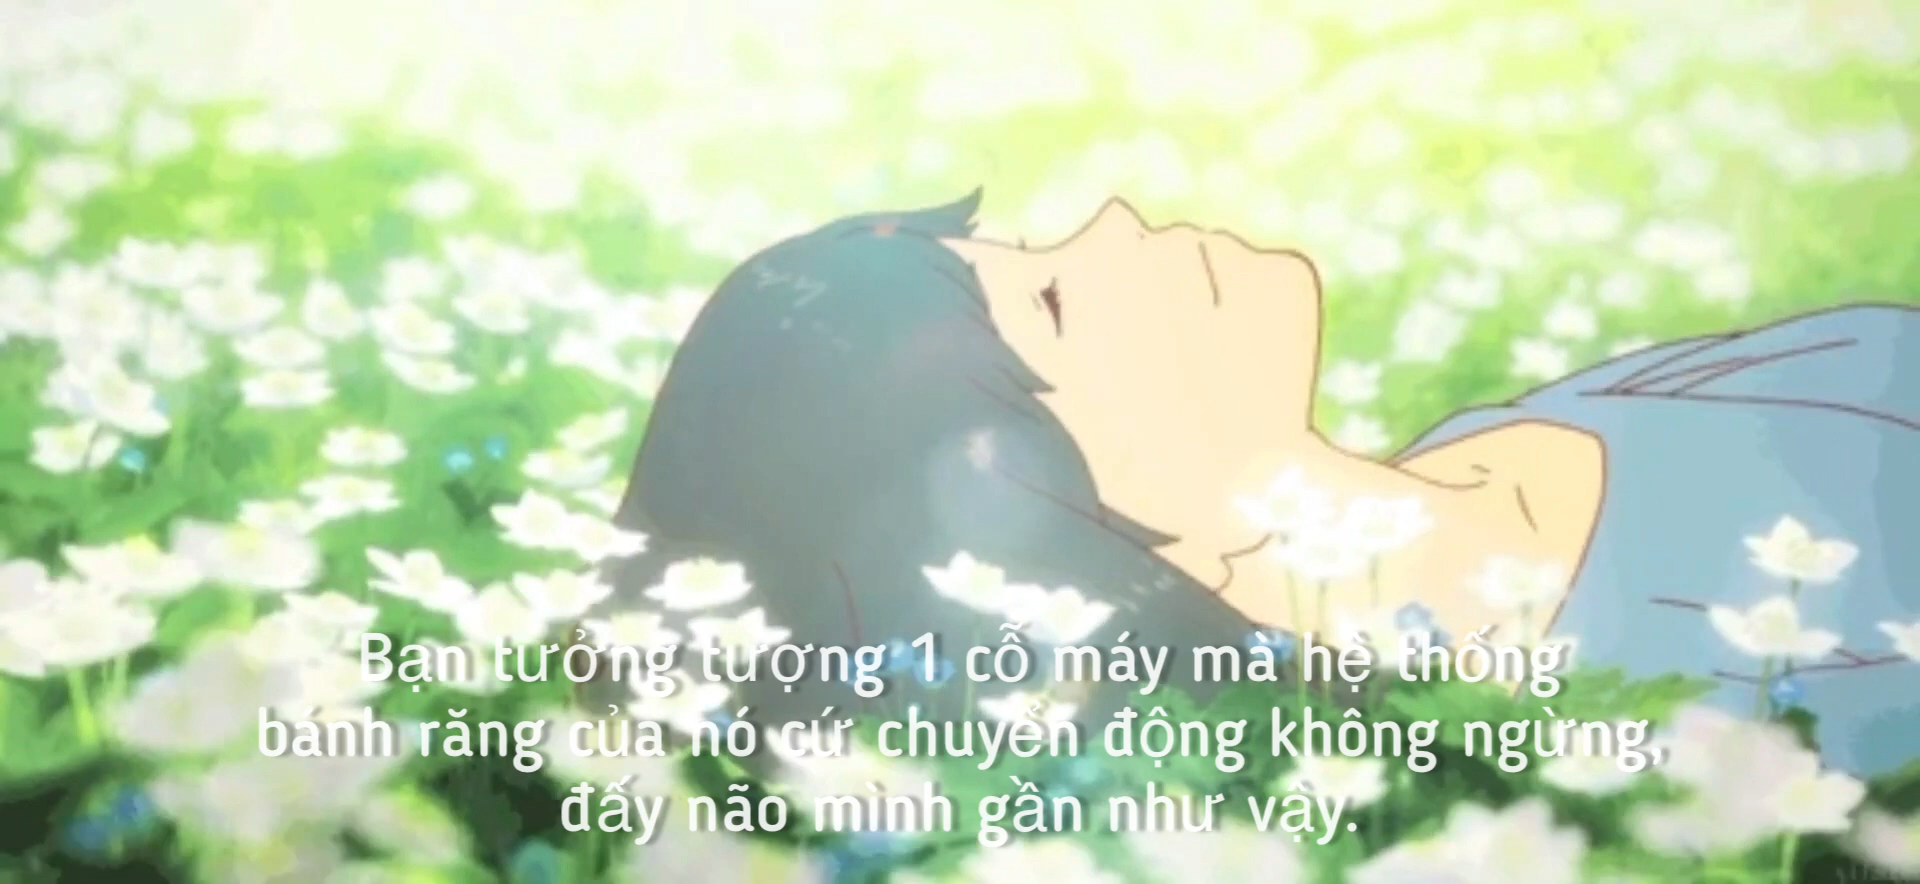 Bạn tưởng tượng 1 cỗ máy mà hệ thống
bánh răng của nó cứ chuyển động không ngừng,
đấy não mình gần như vậy.